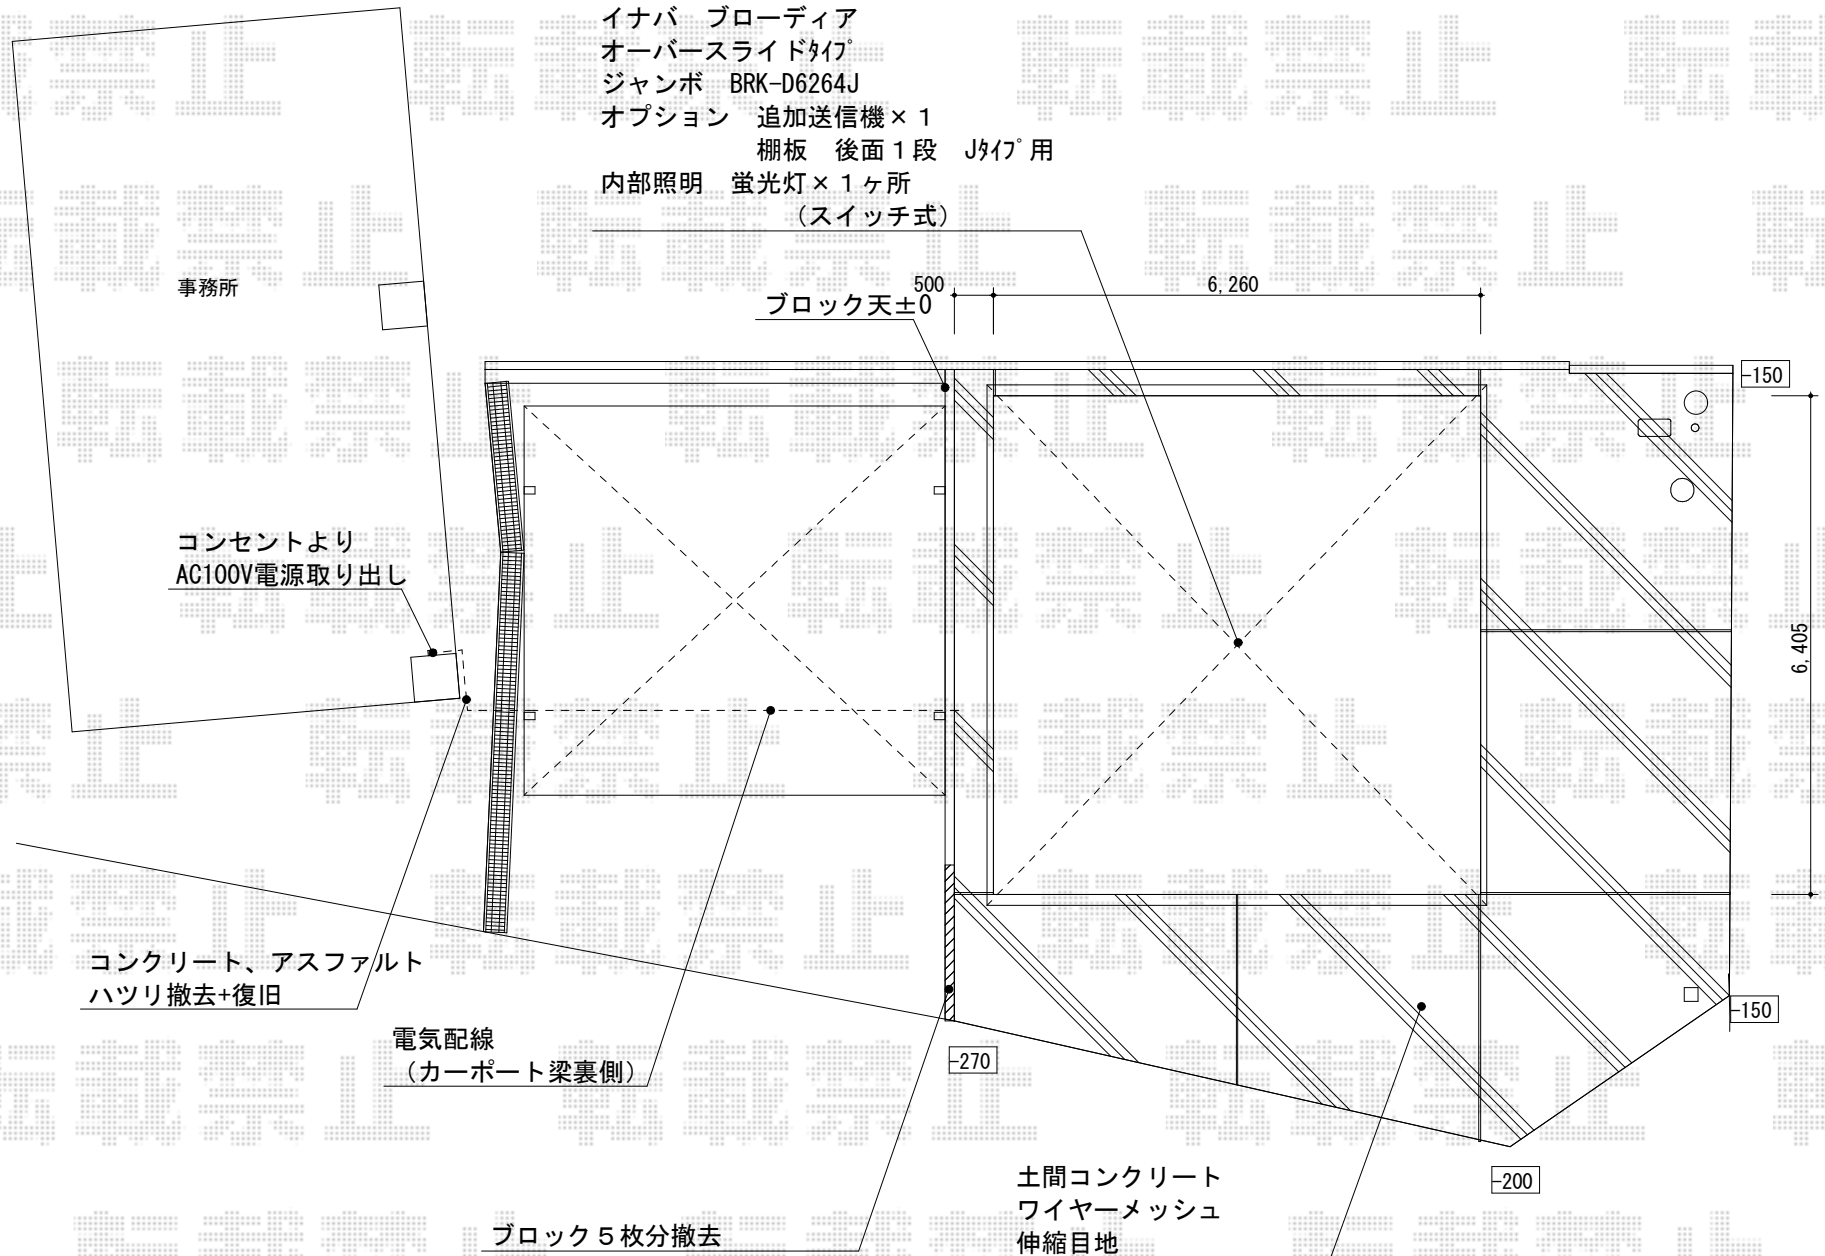 イナバ　ブローディア
オーバースライドﾀｲﾌﾟ
ジャンボ　BRK-D6264J
オプション　追加送信機×１
棚板　後面１段　Jﾀｲﾌﾟ用
内部照明　蛍光灯×１ヶ所
（スイッチ式）
事務所
500
6,260
ブロック天±0
-150
コンセントより
AC100V電源取り出し
6,405
コンクリート、アスファルト
ハツリ撤去+復旧
-150
電気配線
（カーポート梁裏側）
-270
-200
土間コンクリート
ワイヤーメッシュ
伸縮目地
ブロック５枚分撤去
転載禁止